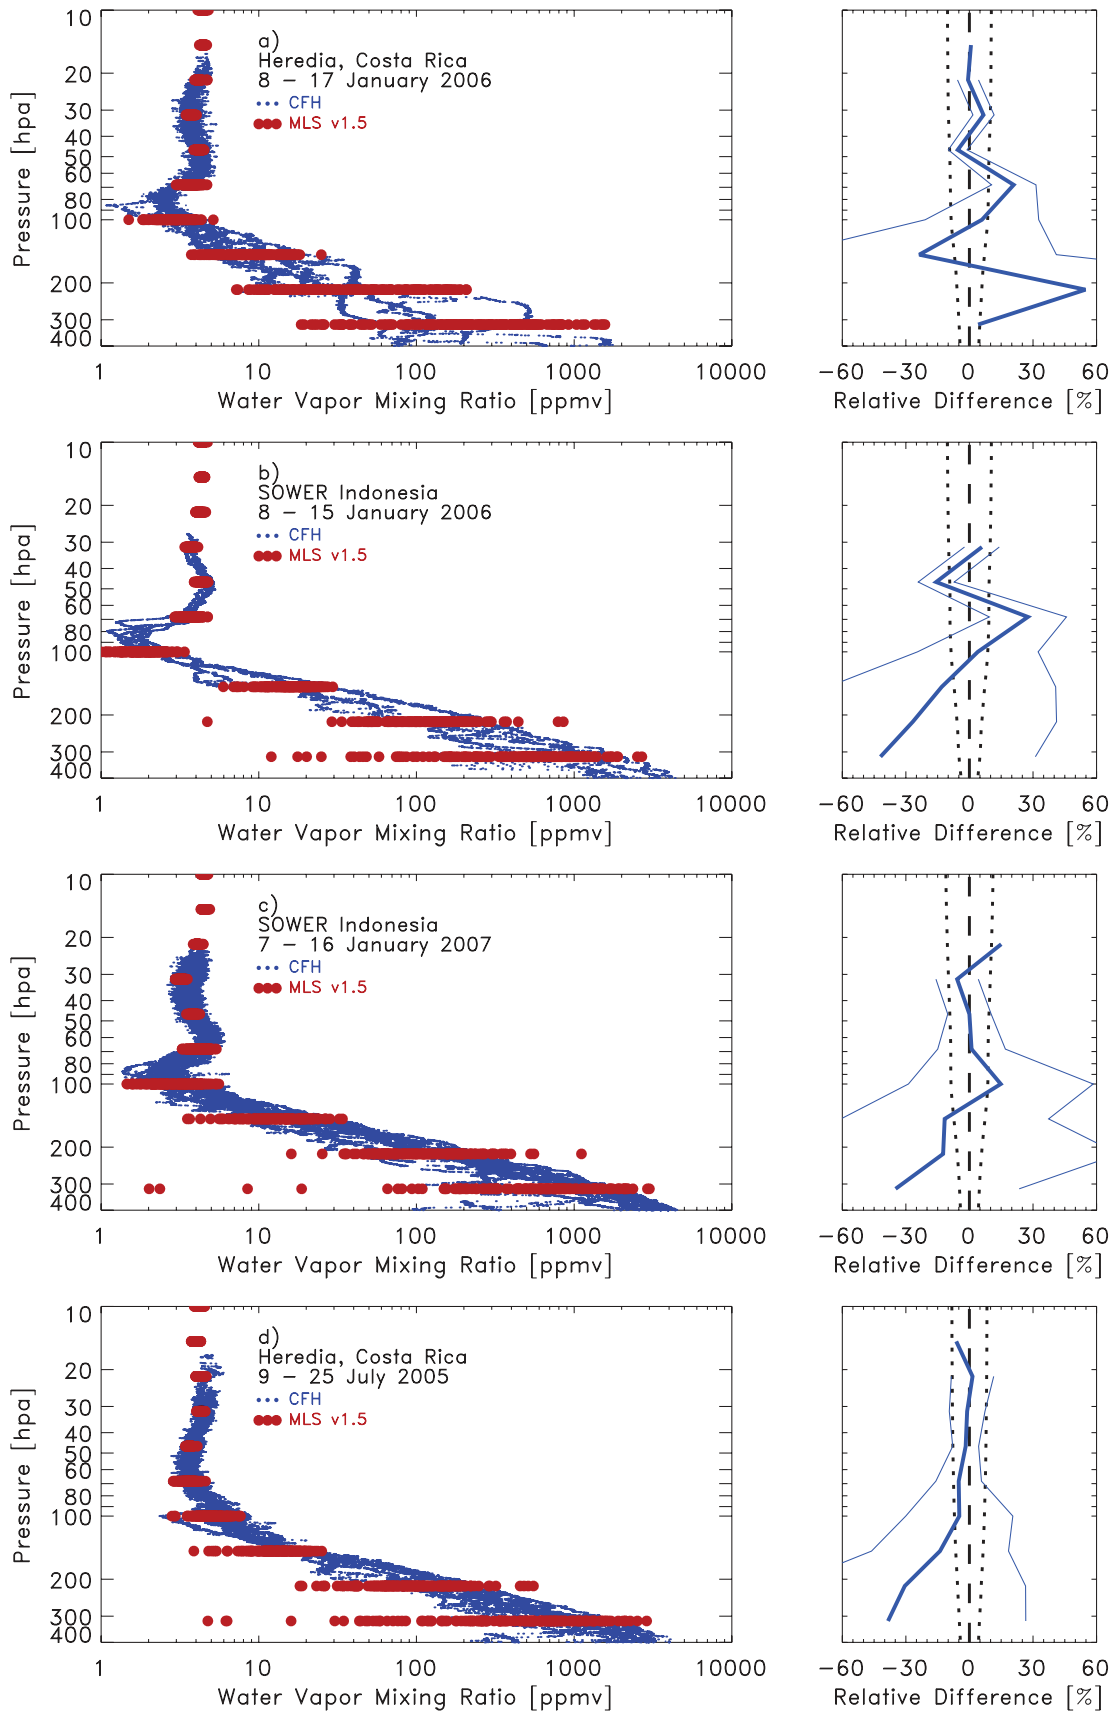 a)
Heredia, Costa Rica
8 – 17 January 2006
CFH
MLS v1.5
10
20
30
40
50
60
80
100
200
300
400
Pressure [hpa]
1 10 100 1000 10000
Water Vapor Mixing Ratio [ppmv]
−60 −30 0 30 60
Relative Difference [%]
b)
SOWER Indonesia
8 – 15 January 2006
CFH
MLS v1.5
10
20
30
40
50
60
80
100
200
300
400
Pressure [hpa]
1 10 100 1000 10000
Water Vapor Mixing Ratio [ppmv]
−60 −30 0 30 60
Relative Difference [%]
c)
SOWER Indonesia
7 – 16 January 2007
CFH
MLS v1.5
10
20
30
40
50
60
80
100
200
300
400
Pressure [hpa]
1 10 100 1000 10000
Water Vapor Mixing Ratio [ppmv]
−60 −30 0 30 60
Relative Difference [%]
d)
Heredia, Costa Rica
9 – 25 July 2005
CFH
MLS v1.5
10
20
30
40
50
60
80
100
200
300
400
Pressure [hpa]
1 10 100 1000 10000
Water Vapor Mixing Ratio [ppmv]
−60 −30 0 30 60
Relative Difference [%]